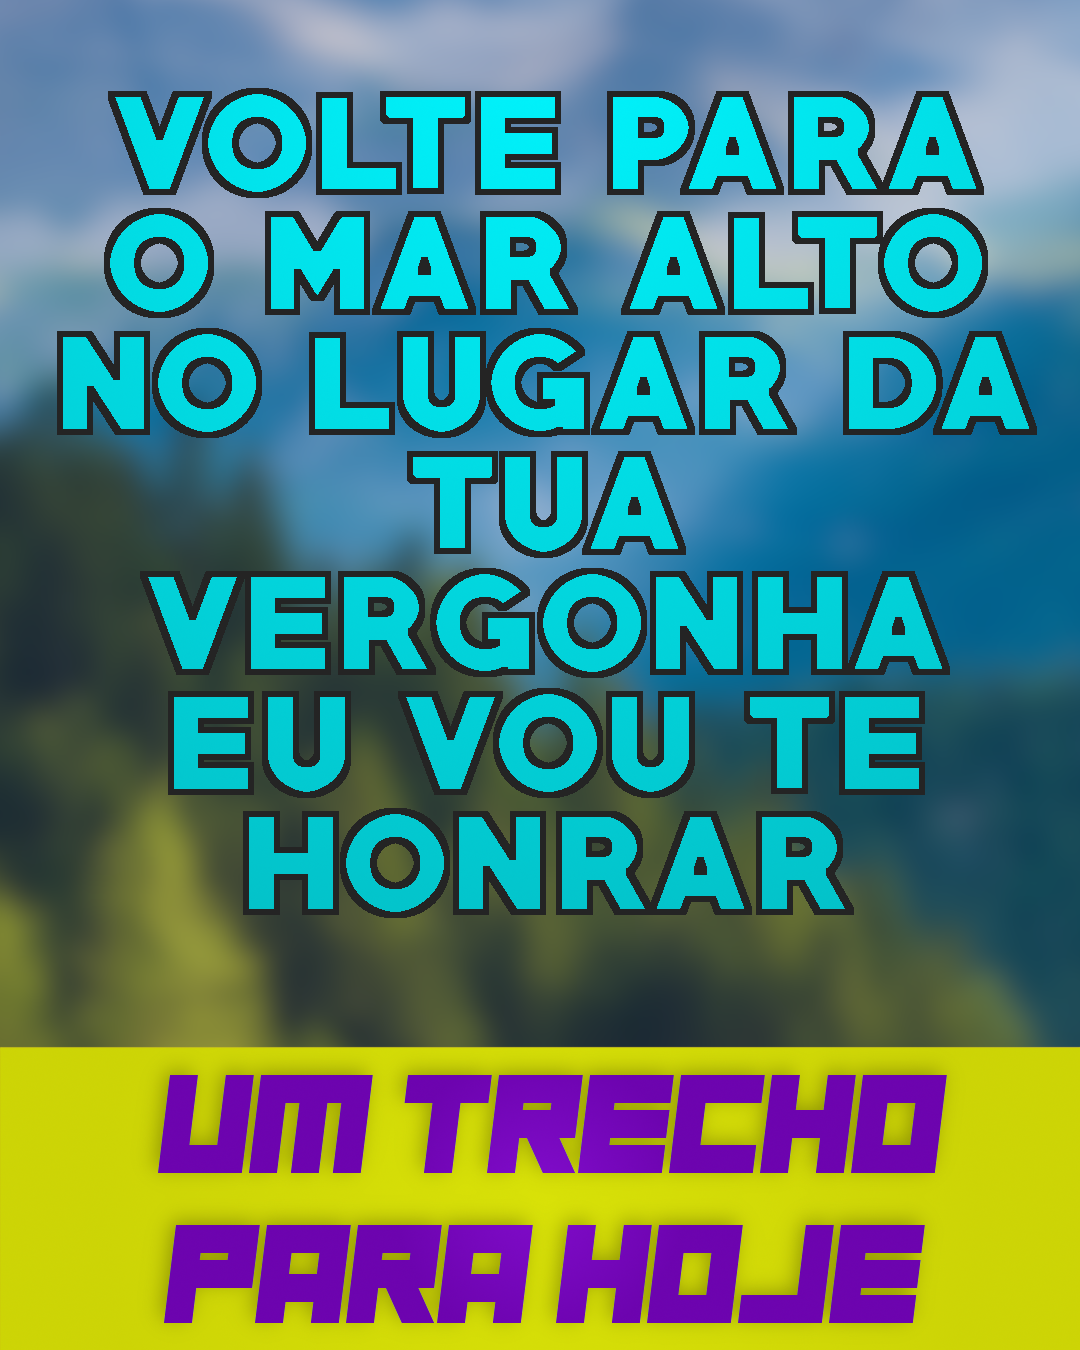 VOLTE PARA
O MAR ALTO
NO LUGAR DA
TUA
VERGONHA
EU VOU TE
HONRAR
UM TRECHO
PARA HOJE